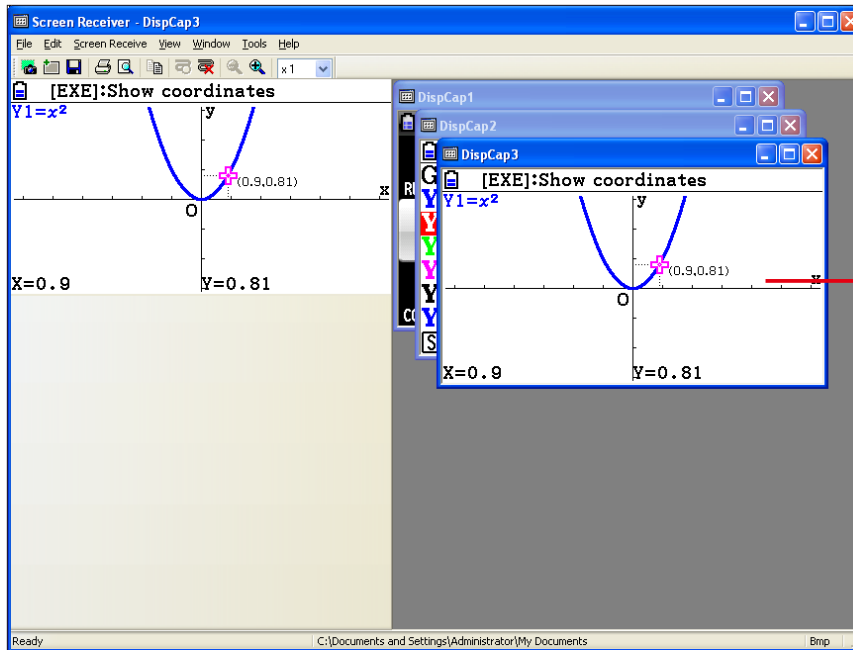 Screen Receiver - DispCap3
File Edit Screen Receive View Window Tools Help
x1
[EXE]:Show coordinates
Y1=x²
y
(0.9,0.81)
x
O
X=0.9 Y=0.81
DispCap1
DispCap2
DispCap3
[EXE]:Show coordinates
Y1=x²
y
(0.9,0.81)
x
O
X=0.9 Y=0.81
G
Y
Y
Y
Y
Y
Y
S
Ready C:\Documents and Settings\Administrator\My Documents Bmp